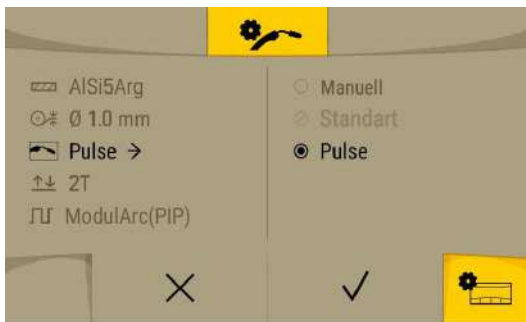 AlSi5Arg
Ø 1.0 mm
Pulse →
2T
ModulArc(PIP)
Manuell
Standart
Pulse